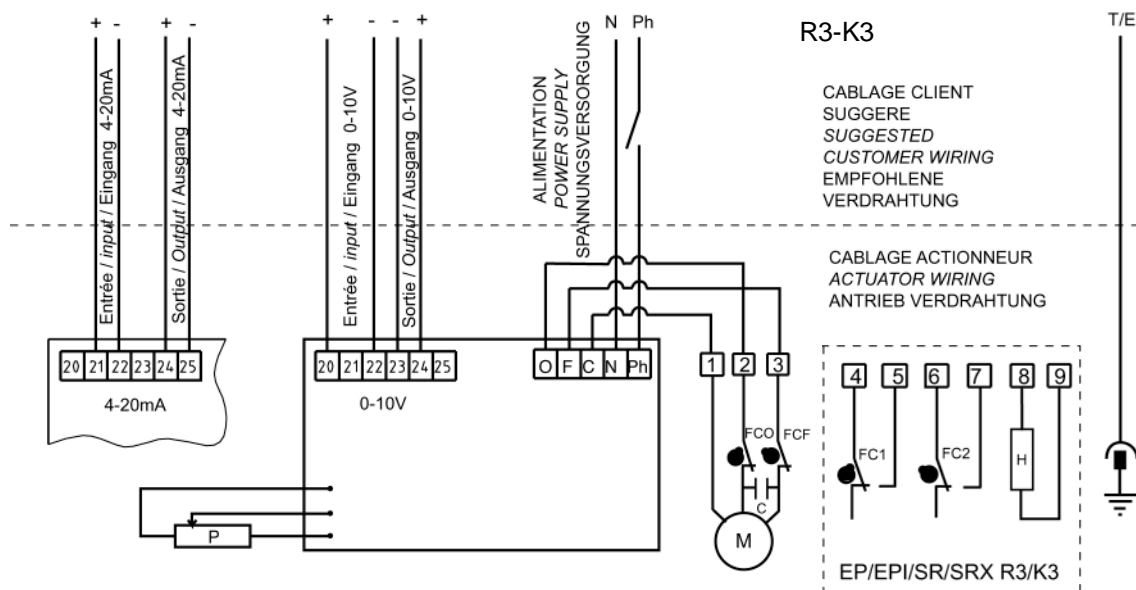 + - + -
+ - - +
N Ph
R3-K3
T/E
Entrée / input / Eingang 4-20mA
Sortie / Output / Ausgang 4-20mA
Entrée / input / Eingang 0-10V
Sortie / Output / Ausgang 0-10V
ALIMENTATION
POWER SUPPLY
SPANNUNGSVERSORGUNG
CABLAGE CLIENT
SUGGERE
SUGGESTED
CUSTOMER WIRING
EMPFOHLENE
VERDRAHTUNG
CABLAGE ACTIONNEUR
ACTUATOR WIRING
ANTRIEB VERDRAHTUNG
20 21 22 23 24 25
4-20mA
20 21 22 23 24 25
0-10V
O F C N Ph
1 2 3
4 5 6 7 8 9
FCO FCF
FC1 FC2 H
C
P
M
EP/EPI/SR/SRX R3/K3